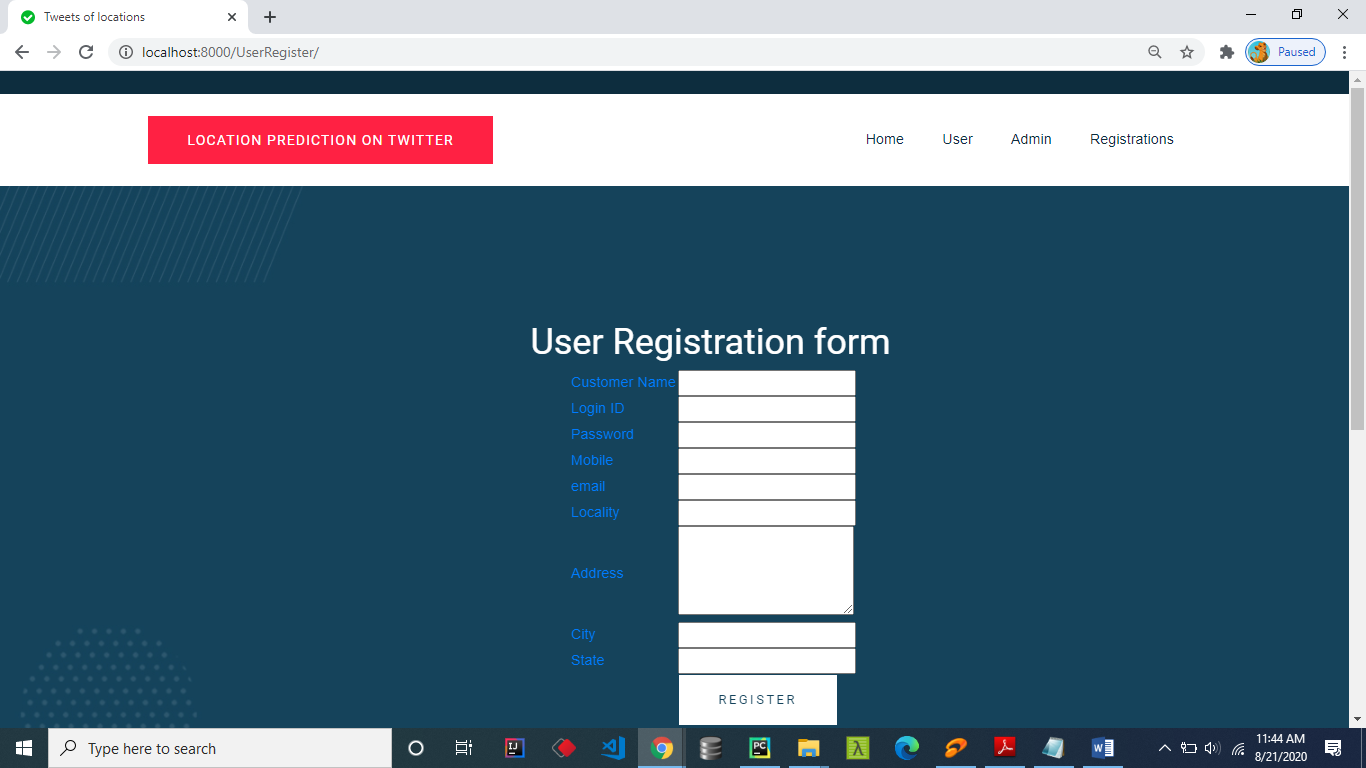 Tweets of locations
localhost:8000/UserRegister/
Paused
LOCATION PREDICTION ON TWITTER
Home User Admin Registrations
User Registration form
Customer Name
Login ID
Password
Mobile
email
Locality
Address
City
State
REGISTER
Type here to search
IJ
PC
λ
W
11:44 AM
8/21/2020